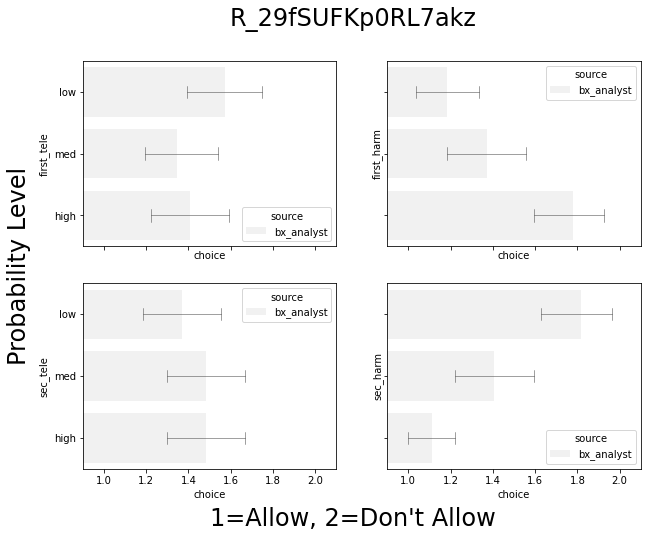 R_29fSUFKp0RL7akz
low
med
high
first_tele
source
bx_analyst
choice
first_harm
source
bx_analyst
choice
Probability Level
low
med
high
sec_tele
source
bx_analyst
1.0 1.2 1.4 1.6 1.8 2.0
choice
sec_harm
source
bx_analyst
1.0 1.2 1.4 1.6 1.8 2.0
choice
1=Allow, 2=Don't Allow